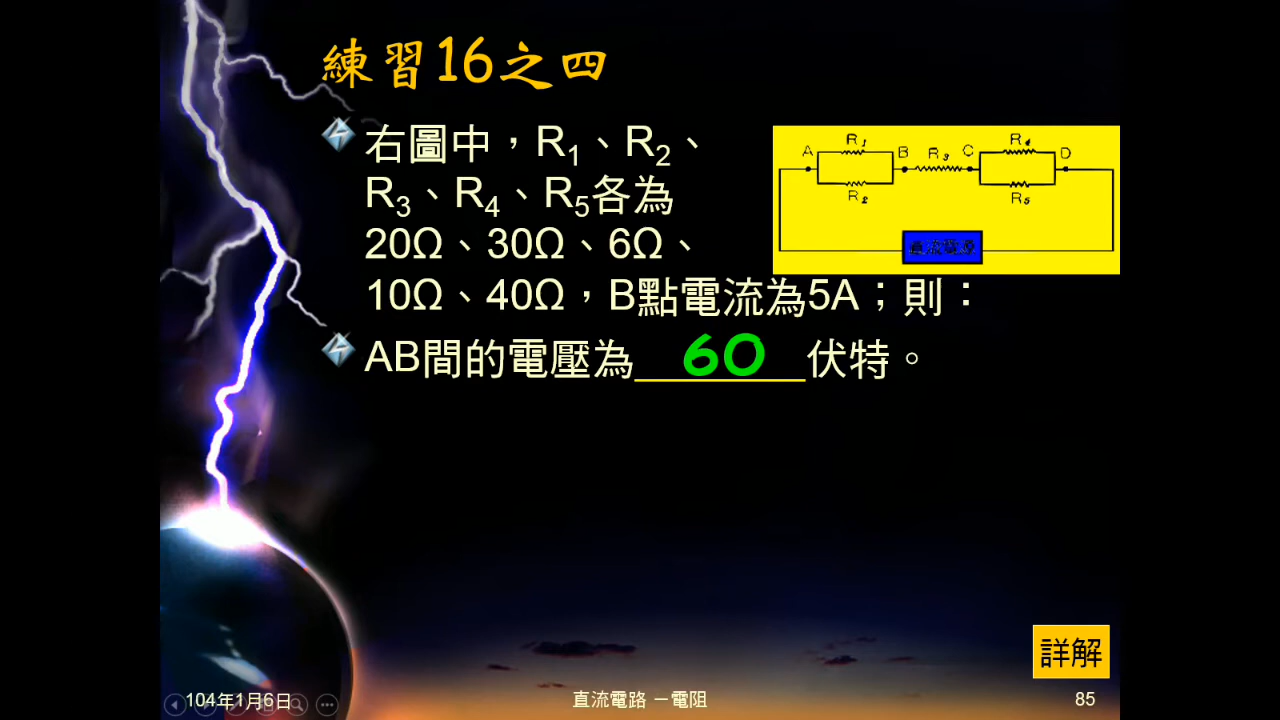 練習16之四
右圖中，R1、R2、
R3、R4、R5各為
20Ω、30Ω、6Ω、
10Ω、40Ω，B點電流為5A；則：
AB間的電壓為 60 伏特。
R1 R4
A B R3 C D
R2 R5
直流電源
詳解
104年1月6日 直流電路 －電阻 85